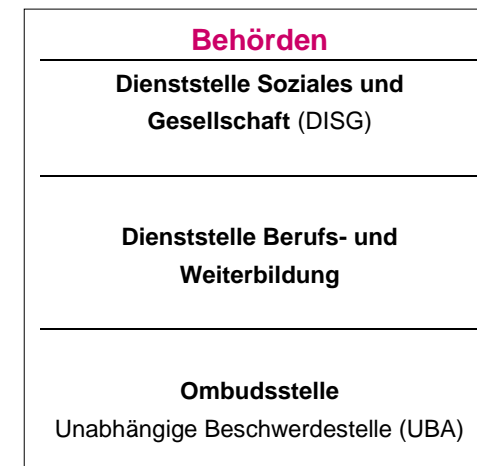 Behörden
Dienststelle Soziales und
Gesellschaft (DISG)
Dienststelle Berufs- und
Weiterbildung
Ombudsstelle
Unabhängige Beschwerdestelle (UBA)